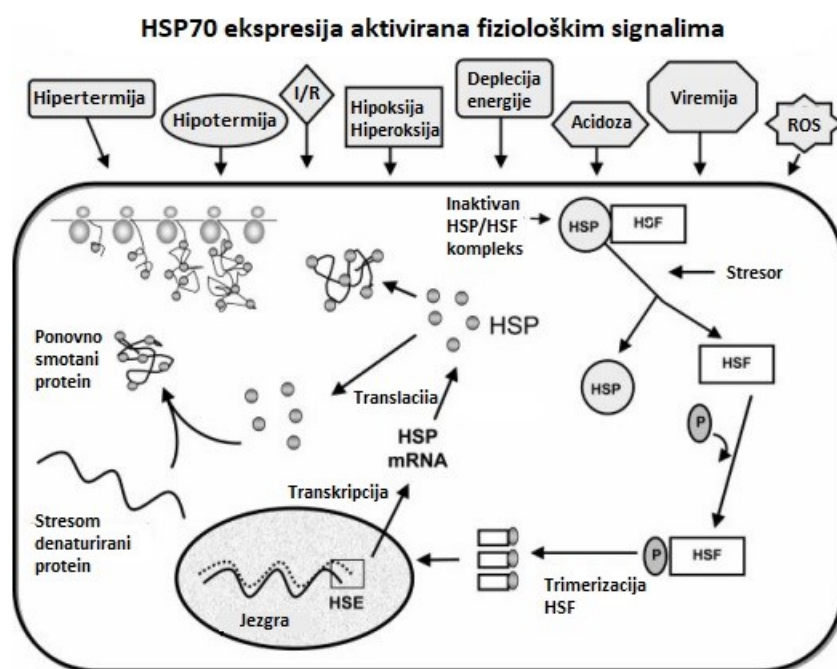 HSP70 ekspresija aktivirana fiziološkim signalima
Hipertermija
Hipotermija
I/R
Hipoksija
Hiperoksija
Deplecija
energije
Acidoza
Viremija
ROS
Inaktivan
HSP/HSF
kompleks
HSP
HSF
Stresor
HSP
HSP
HSF
P
Ponovno
smotani
protein
Translaciia
HSP
mRNA
Transkripcija
Stresom
denaturirani
protein
HSE
Jezgra
P
HSF
Trimerizacija
HSF